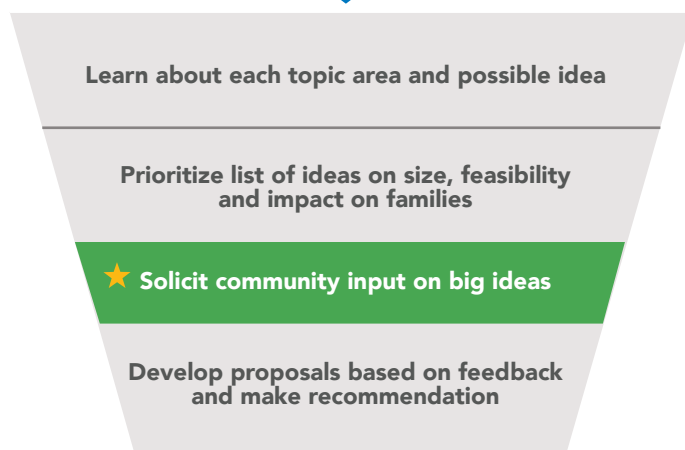 Learn about each topic area and possible idea
Prioritize list of ideas on size, feasibility
and impact on families
Solicit community input on big ideas
Develop proposals based on feedback
and make recommendation